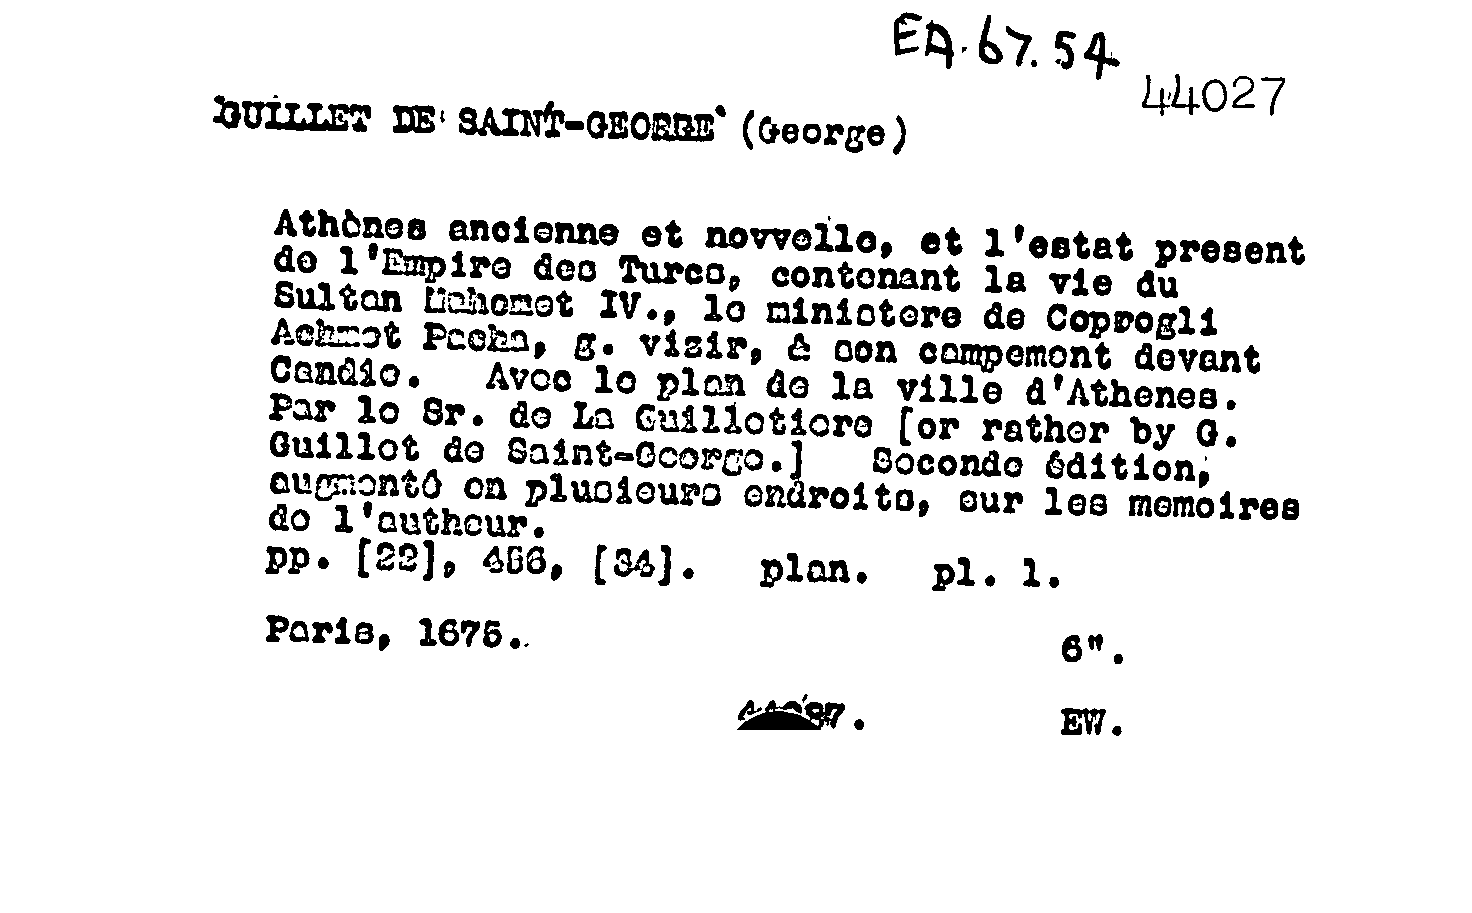 EA.67.54
44027
GUILLET DE SAINT-GEORGE (George)
Athènes ancienne et novvelle, et l'estat present
de l'Empire des Turcs, contenant la vie du
Sultan Mahomet IV., le ministere de Coprogli
Achmet Pacha, g. vizir, & son campement devant
Candie. Avec le plan de la ville d'Athenes.
Par le Sr. de La Guilletiere [or rather by G.
Guillet de Saint-George.] Seconde édition,
augmenté en plusieurs endroits, sur les memoires
de l'autheur.
pp. [22], 456, [34]. plan. pl. 1.
Paris, 1675.
6".
EW.